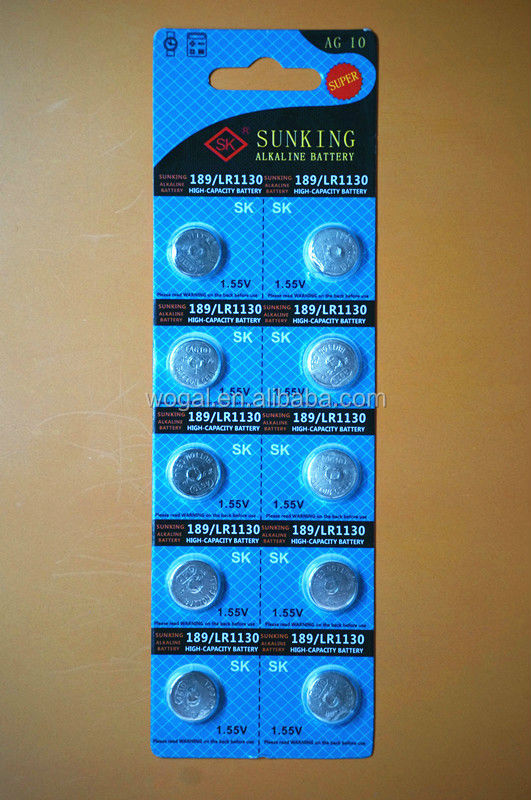 AG 10
SUPER
SK ®
SUNKING
ALKALINE BATTERY
SUNKING ALKALINE BATTERY 189/LR1130 HIGH-CAPACITY BATTERY SUNKING ALKALINE BATTERY 189/LR1130 HIGH-CAPACITY BATTERY
SK SK
1.55V 1.55V
Please read WARNING on the back before use Please read WARNING on the back before use
SUNKING ALKALINE BATTERY 189/LR1130 HIGH-CAPACITY BATTERY SUNKING ALKALINE BATTERY 189/LR1130 HIGH-CAPACITY BATTERY
SK SK
wogal.en.alibaba.com
SUNKING ALKALINE BATTERY 189/LR1130 HIGH-CAPACITY BATTERY SUNKING ALKALINE BATTERY 189/LR1130 HIGH-CAPACITY BATTERY
SK SK
1.55V 1.55V
Please read WARNING on the back before use Please read WARNING on the back before use
SUNKING ALKALINE BATTERY 189/LR1130 HIGH-CAPACITY BATTERY SUNKING ALKALINE BATTERY 189/LR1130 HIGH-CAPACITY BATTERY
SK SK
1.55V 1.55V
Please read WARNING on the back before use Please read WARNING on the back before use
SUNKING ALKALINE BATTERY 189/LR1130 HIGH-CAPACITY BATTERY SUNKING ALKALINE BATTERY 189/LR1130 HIGH-CAPACITY BATTERY
SK SK
1.55V 1.55V
Please read WARNING on the back before use Please read WARNING on the back before use